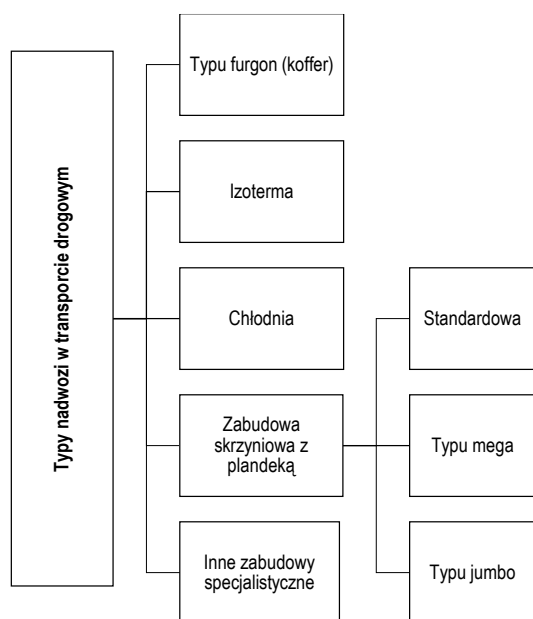 Typy nadwozi w transporcie drogowym
Typu furgon (koffer)
Izoterma
Chłodnia
Zabudowa
skrzyniowa z
plandeką
Inne zabudowy
specjalistyczne
Standardowa
Typu mega
Typu jumbo